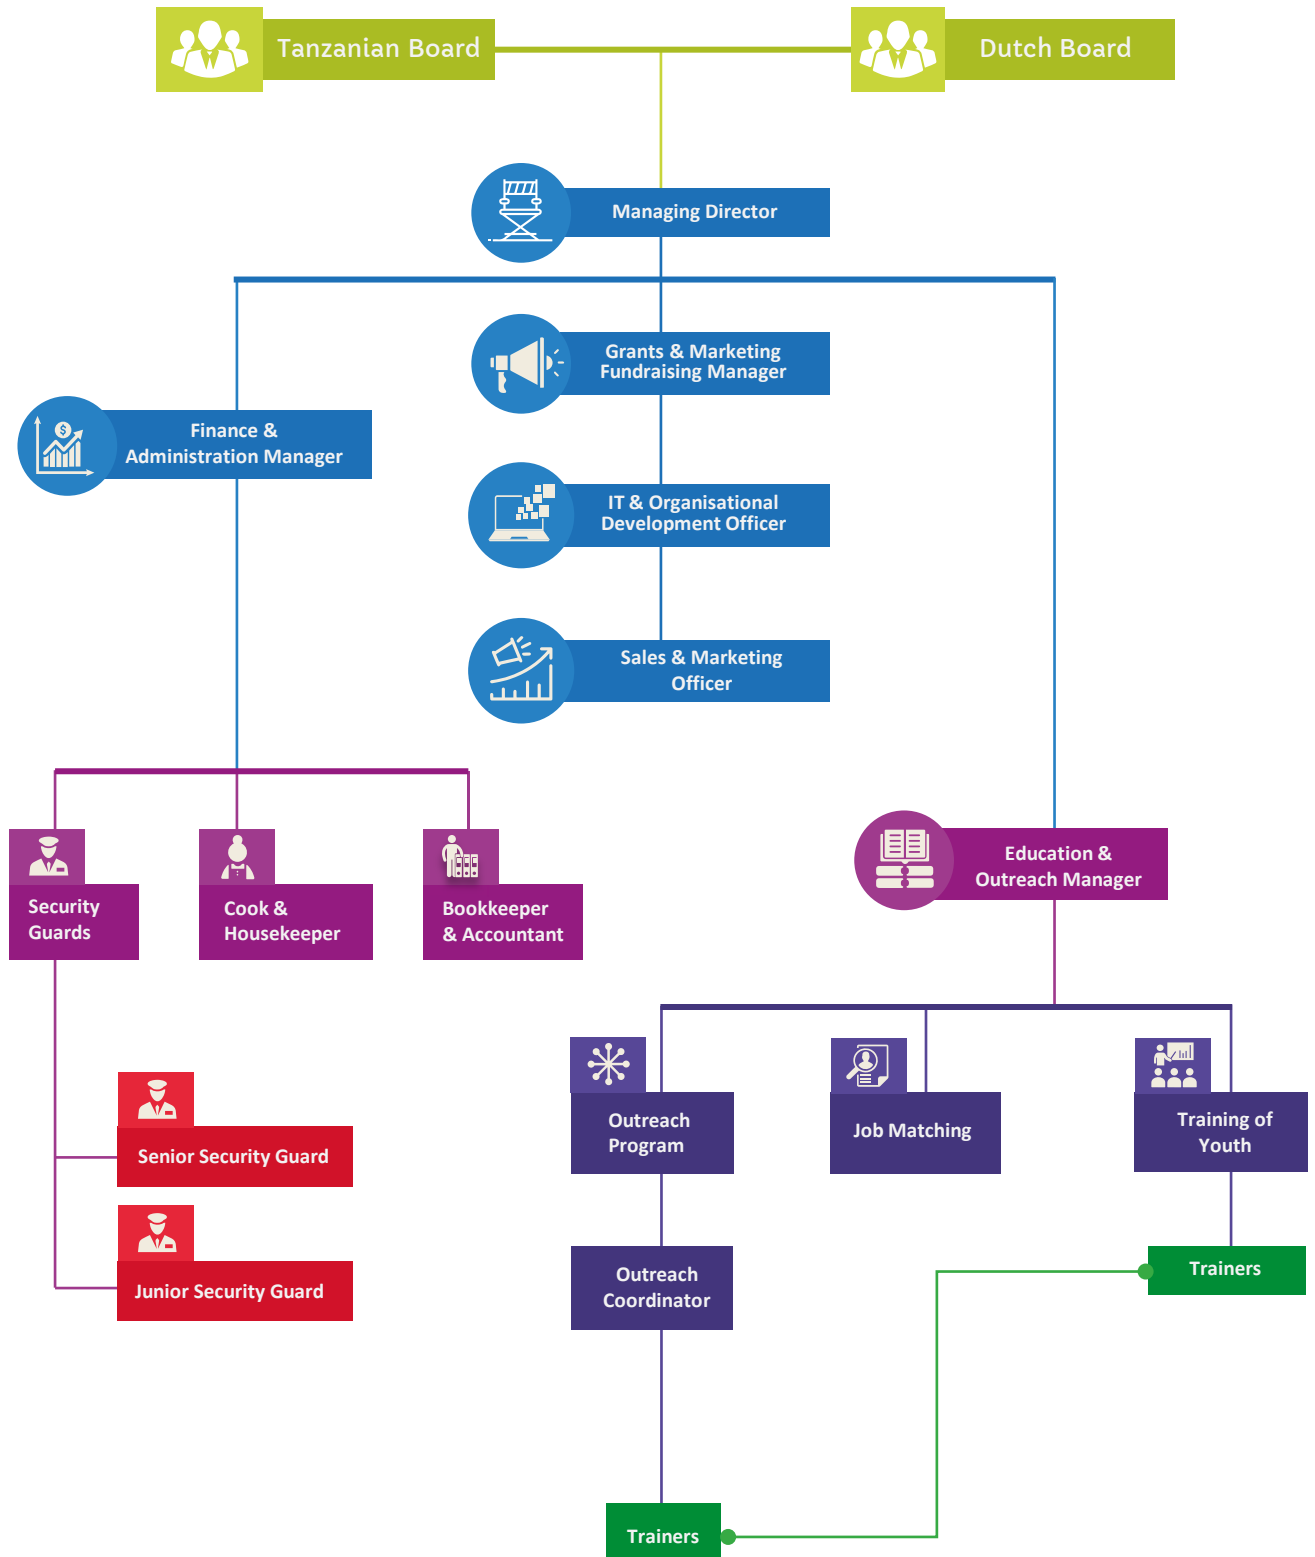 Tanzanian Board
Dutch Board
Managing Director
Grants & Marketing
Fundraising Manager
Finance &
Administration Manager
IT & Organisational
Development Officer
Sales & Marketing
Officer
Education &
Outreach Manager
Security
Guards
Cook &
Housekeeper
Bookkeeper
& Accountant
Outreach
Program
Job Matching
Training of
Youth
Senior Security Guard
Junior Security Guard
Outreach
Coordinator
Trainers
Trainers